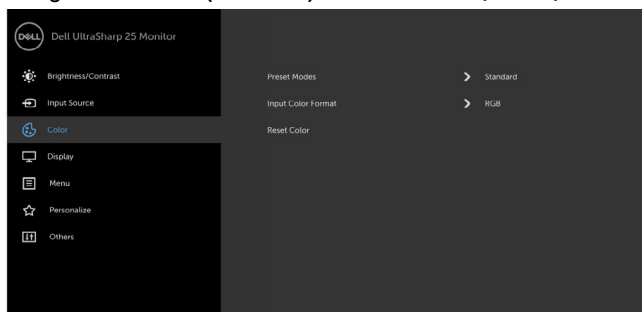 DELL Dell UltraSharp 25 Monitor
Brightness/Contrast
Input Source
Color
Display
Menu
Personalize
Others
Preset Modes > Standard
Input Color Format > RGB
Reset Color